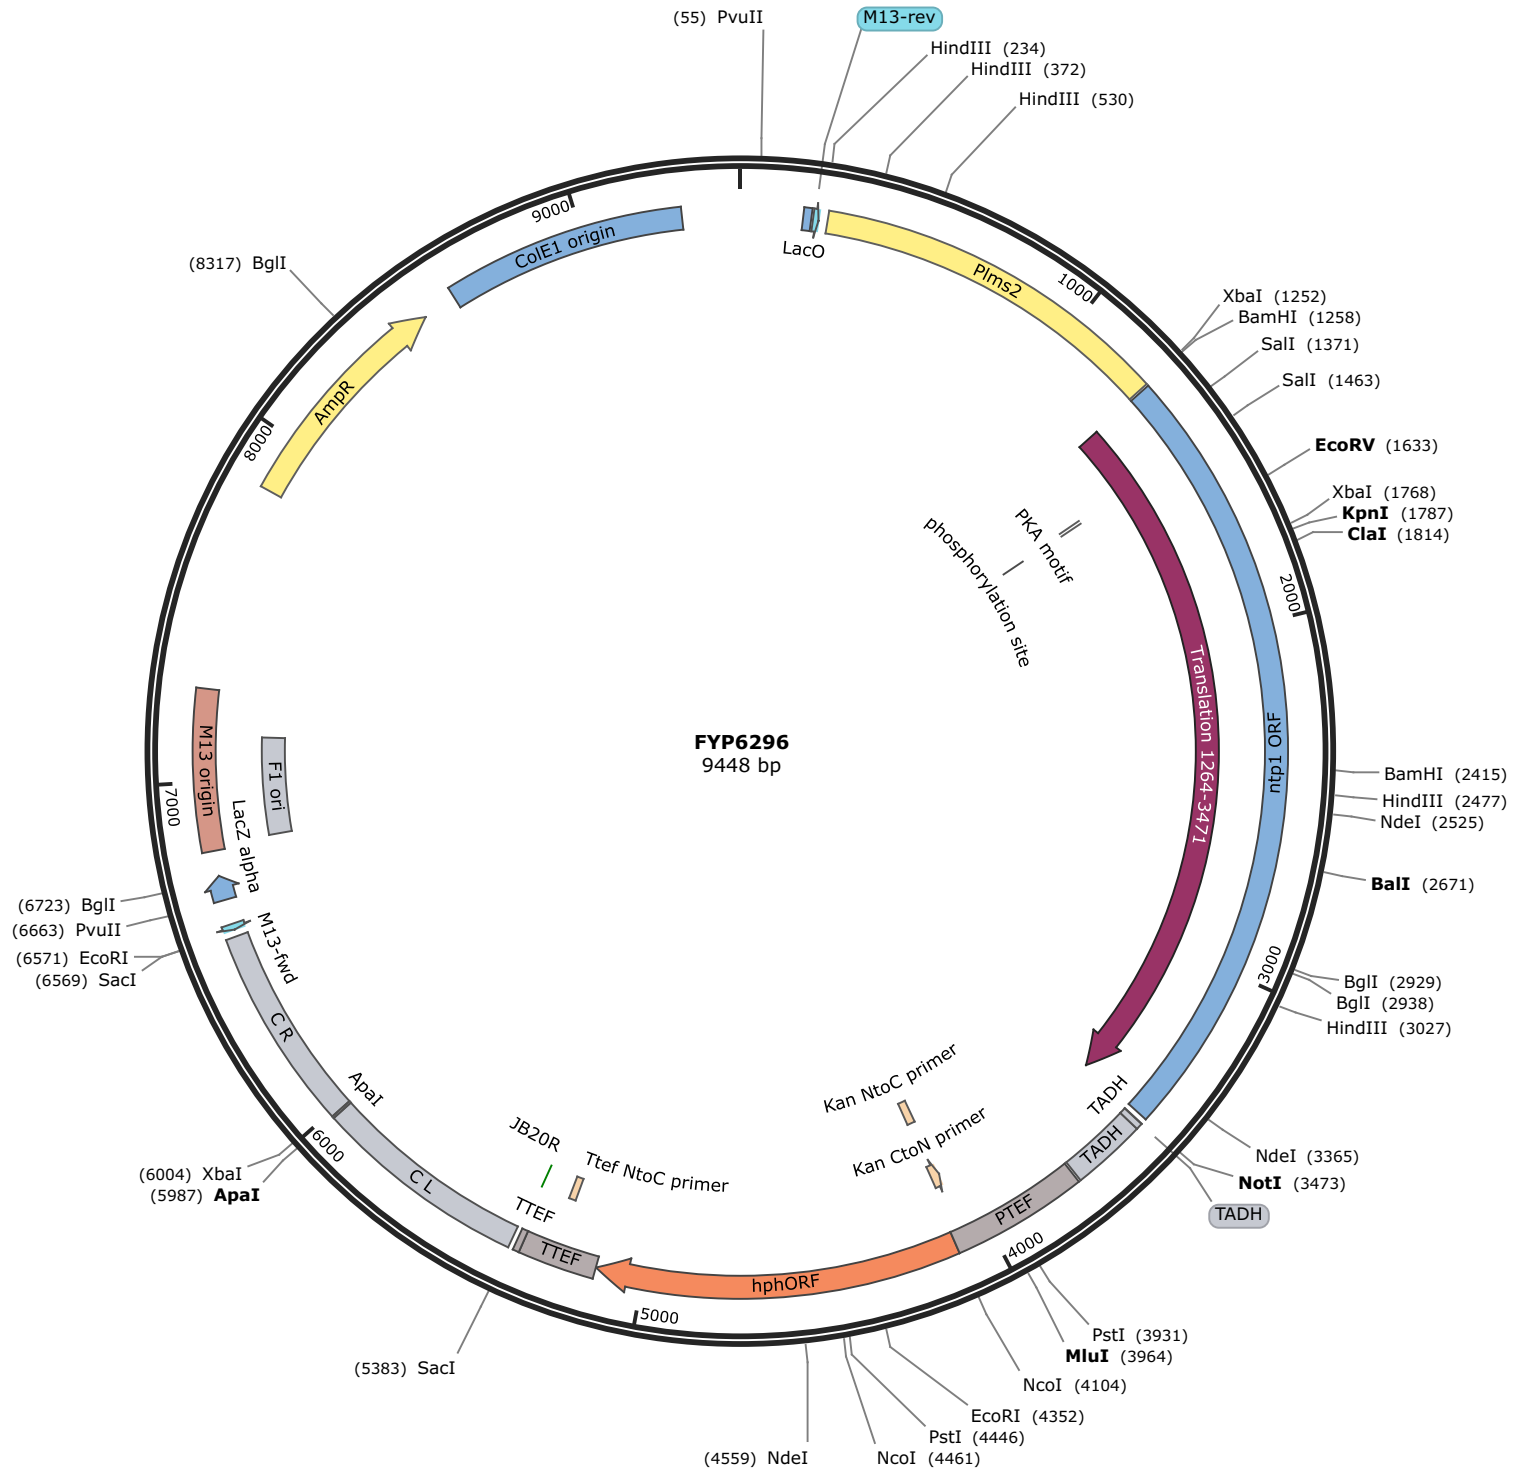 (55) PvuII
M13-rev
HindIII (234)
HindIII (372)
HindIII (530)
9000
ColE1 origin
LacO
Plms2
1000
(8317) BglI
XbaI (1252)
BamHI (1258)
SalI (1371)
SalI (1463)
AmpR
8000
EcoRV (1633)
XbaI (1768)
KpnI (1787)
ClaI (1814)
PKA motif
phosphorylation site
2000
Translation 1264-3471
ntp1 ORF
FYP6296
9448 bp
M13 origin
F1 ori
7000
LacZ alpha
BamHI (2415)
HindIII (2477)
NdeI (2525)
BalI (2671)
(6723) BglI
(6663) PvuII
(6571) EcoRI
(6569) SacI
M13-fwd
3000
BglI (2929)
BglI (2938)
HindIII (3027)
C R
ApaI
Kan NtoC primer
TADH
TADH
JB20R
Ttef NtoC primer
Kan CtoN primer
6000
(6004) XbaI
(5987) ApaI
C L
NdeI (3365)
NotI (3473)
TADH
TTEF
TTEF
PTEF
4000
hphORF
5000
PstI (3931)
MluI (3964)
NcoI (4104)
(5383) SacI
EcoRI (4352)
PstI (4446)
(4559) NdeI
NcoI (4461)